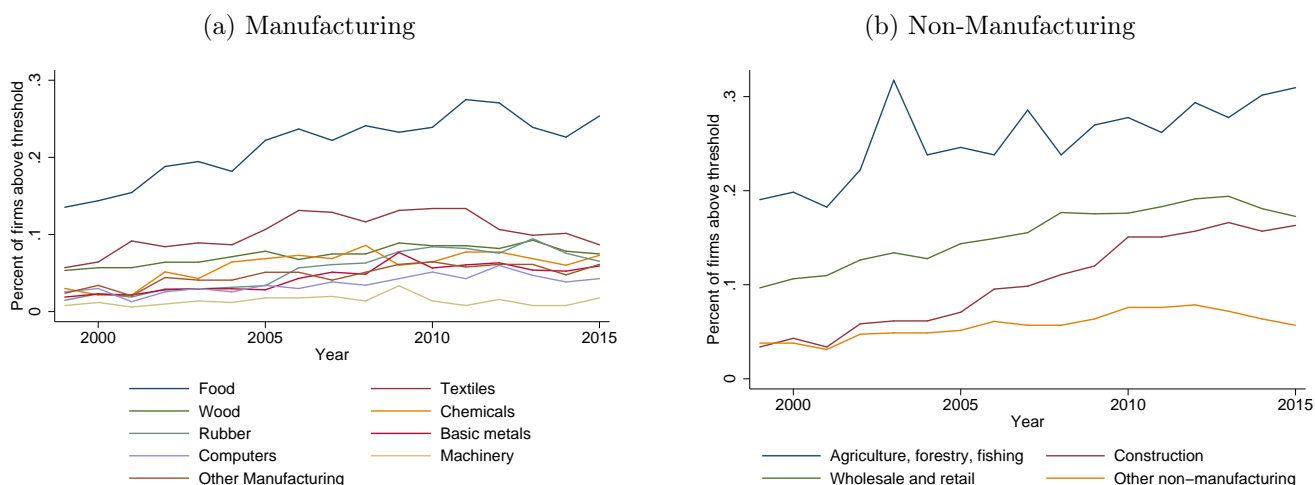 (a) Manufacturing
Percent of firms above threshold
.3
.2
.1
0
2000 2005 2010 2015
Year
Food Textiles
Wood Chemicals
Rubber Basic metals
Computers Machinery
Other Manufacturing
(b) Non-Manufacturing
Percent of firms above threshold
.3
.2
.1
0
2000 2005 2010 2015
Year
Agriculture, forestry, fishing Construction
Wholesale and retail Other non−manufacturing